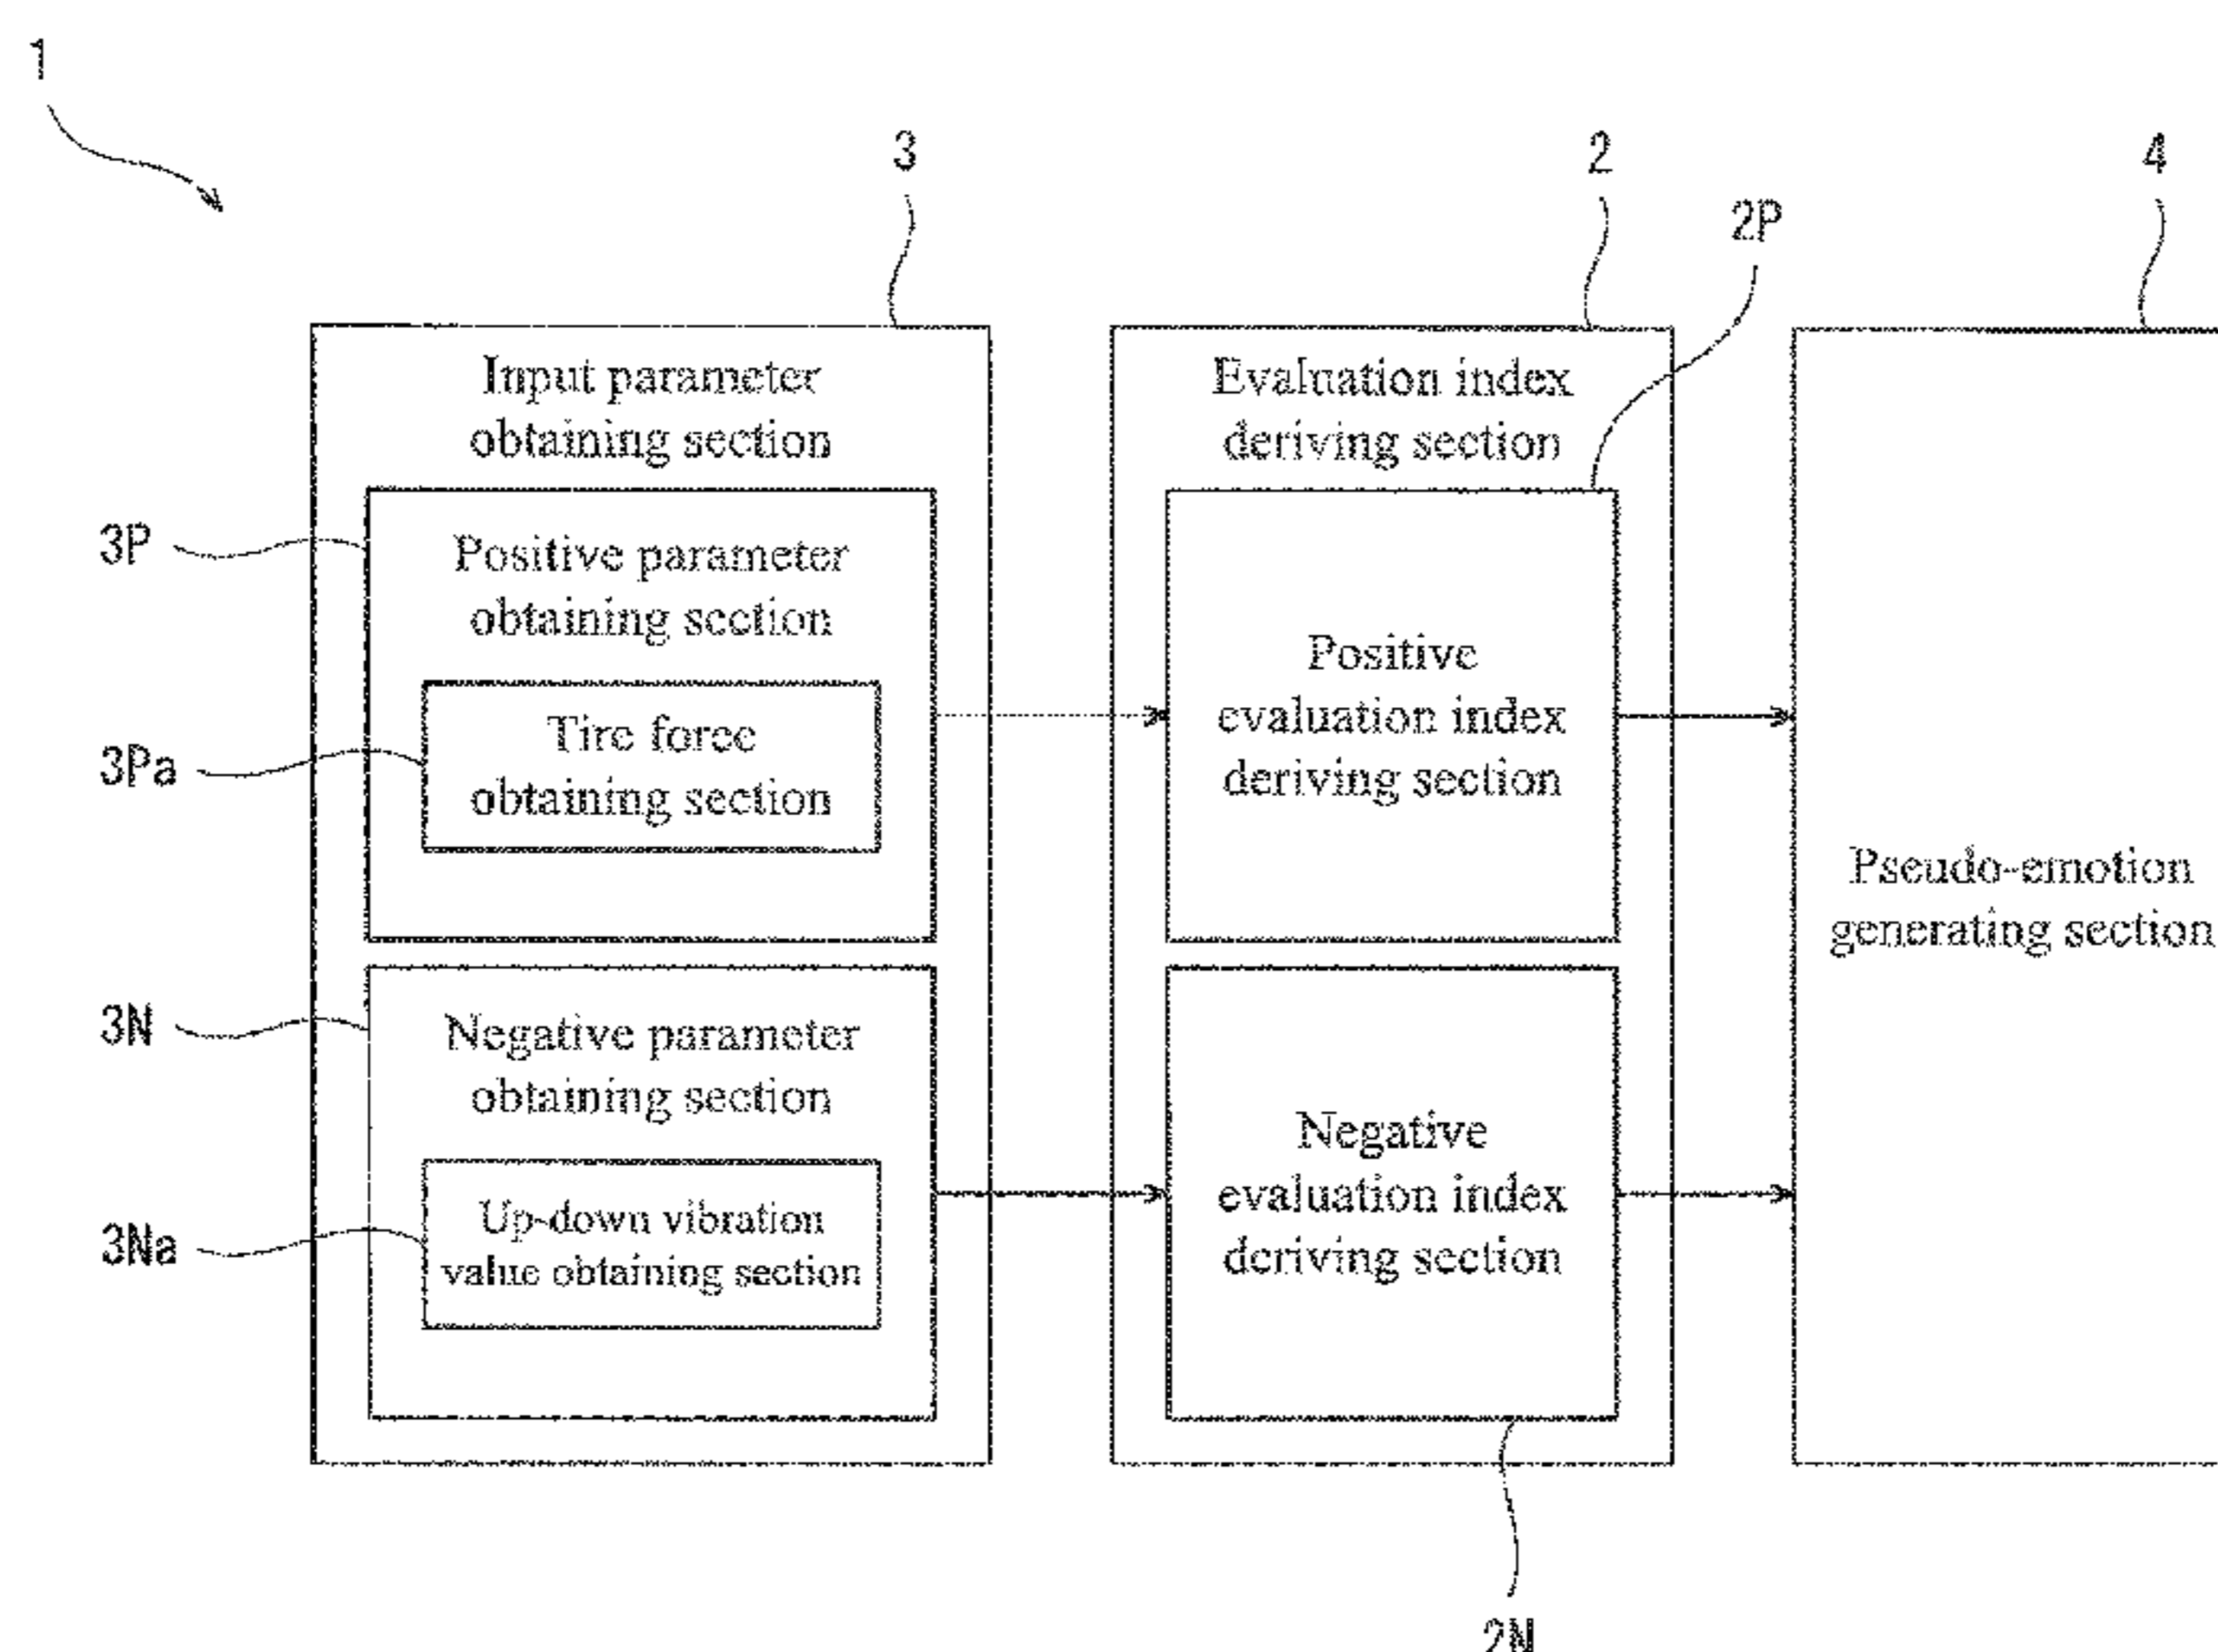 1
3
2
2P
4
Input parameter
obtaining section
3P
Positive parameter
obtaining section
3Pa
Tire force
obtaining section
3N
Negative parameter
obtaining section
3Na
Up-down vibration
value obtaining section
Evaluation index
deriving section
Positive
evaluation index
deriving section
Negative
evaluation index
deriving section
2N
Pseudo-emotion
generating section